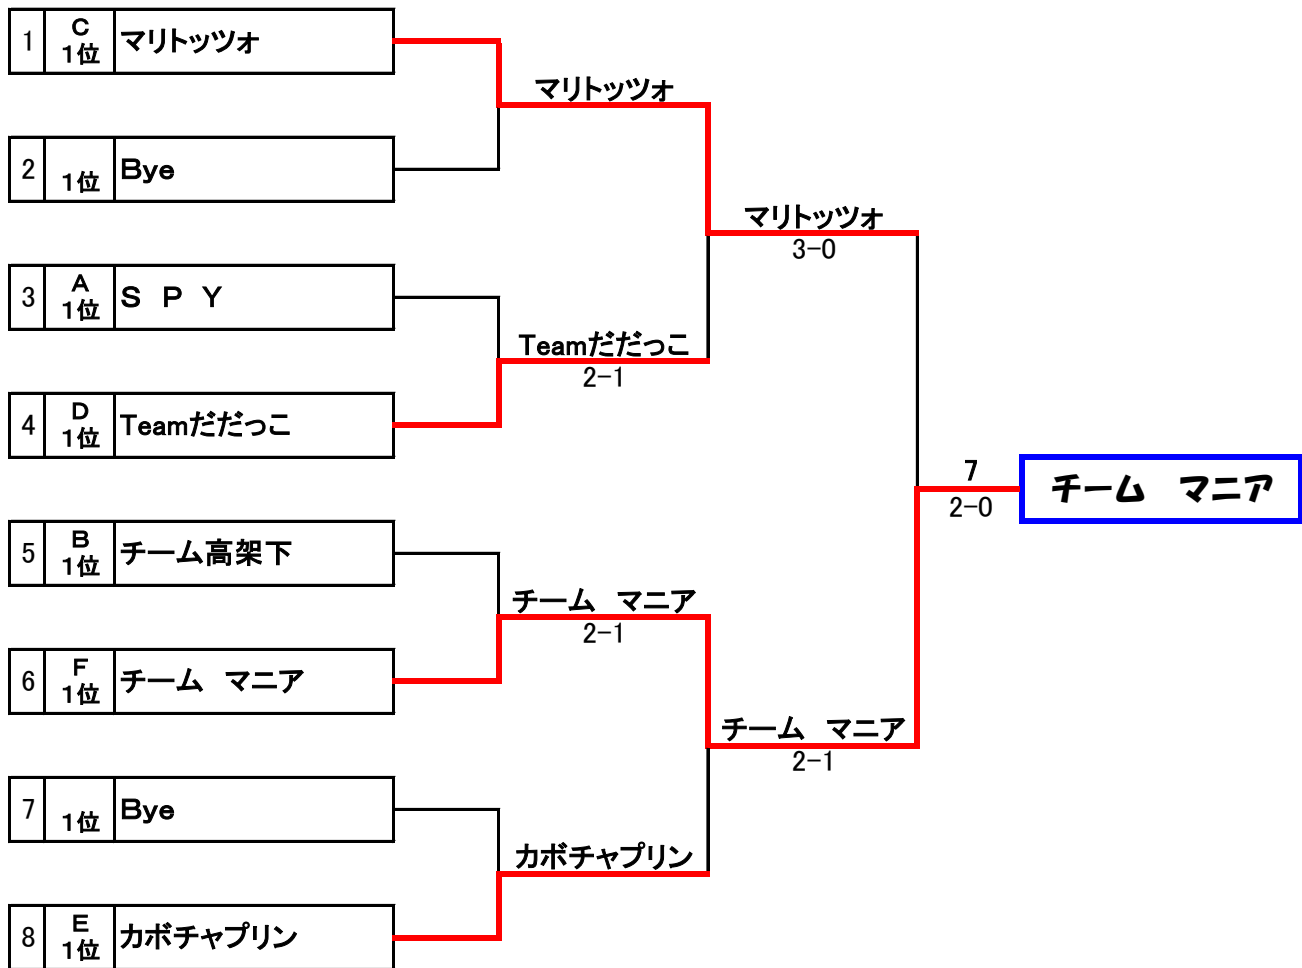 1 C 1位 マリトッツォ
マリトッツォ
2 1位 Bye
マリトッツォ
3-0
3 A 1位 Ｓ　Ｐ　Ｙ
Teamだだっこ
2-1
4 D 1位 Teamだだっこ
7
2-0
チーム　マニア
5 B 1位 チーム高架下
チーム　マニア
2-1
6 F 1位 チーム　マニア
チーム　マニア
2-1
7 1位 Bye
カボチャプリン
8 E 1位 カボチャプリン